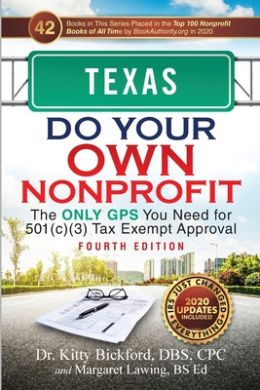 42
Books in This Series Placed in the Top 100 Nonprofit
Books of All Time by BookAuthority.org in 2020
TEXAS
DO YOUR
OWN
NONPROFIT
The ONLY GPS You Need for
501(c)(3) Tax Exempt Approval
FOURTH EDITION
IRS JUST CHANGED
2020
UPDATES
INCLUDED
EVERYTHING
Dr. Kitty Bickford, DBS, CPC
and Margaret Lawing, BS Ed